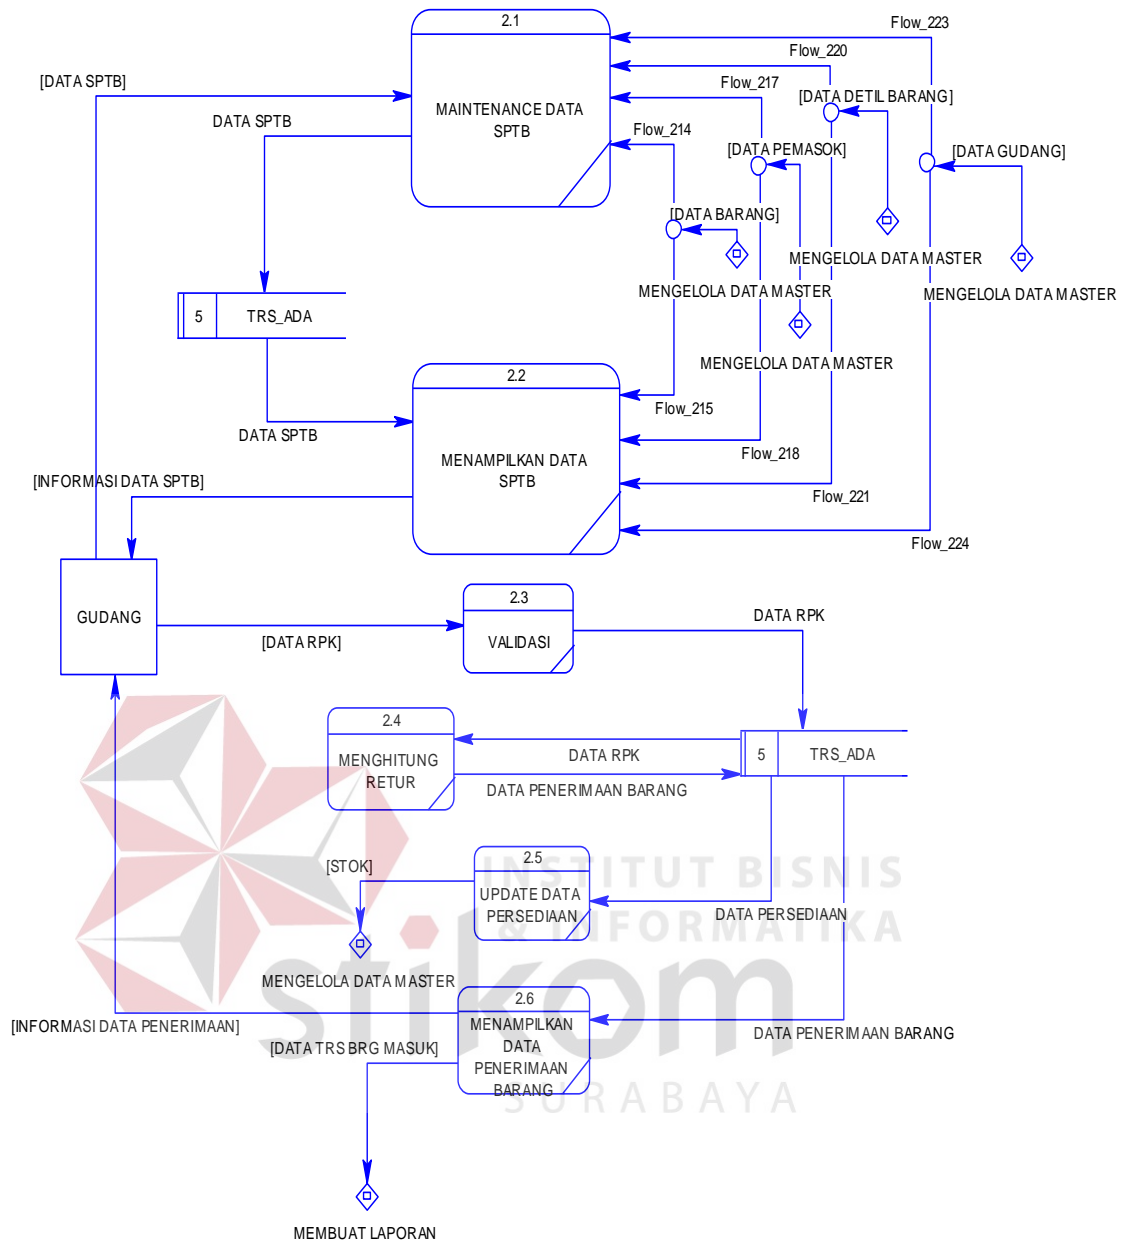 2.1
Flow_223
Flow_220
[DATA SPTB]
Flow_217
[DATA DETIL BARANG]
MAINTENANCE DATA
SPTB
DATA SPTB
Flow_214
[DATA PEMASOK]
[DATA GUDANG]
[DATA BARANG]
MENGELOLA DATA MASTER
MENGELOLA DATA MASTER
MENGELOLA DATA MASTER
5
TRS_ADA
MENGELOLA DATA MASTER
2.2
Flow_215
DATA SPTB
Flow_218
MENAMPILKAN DATA
SPTB
[INFORMASI DATA SPTB]
Flow_221
Flow_224
2.3
GUDANG
DATA RPK
[DATA RPK]
VALIDASI
2.4
MENGHITUNG
RETUR
DATA RPK
5
TRS_ADA
DATA PENERIMAAN BARANG
2.5
[STOK]
INSTITUT BISNIS
UPDATE DATA
PERSEDIAAN
DATA PERSEDIAAN
& INFORMATIKA
MENGELOLA DATA MASTER
stikom
2.6
[INFORMASI DATA PENERIMAAN]
MENAMPILKAN
DATA
PENERIMAAN
BARANG
DATA PENERIMAAN BARANG
[DATA TRS BRG MASUK]
SURABAYA
MEMBUAT LAPORAN